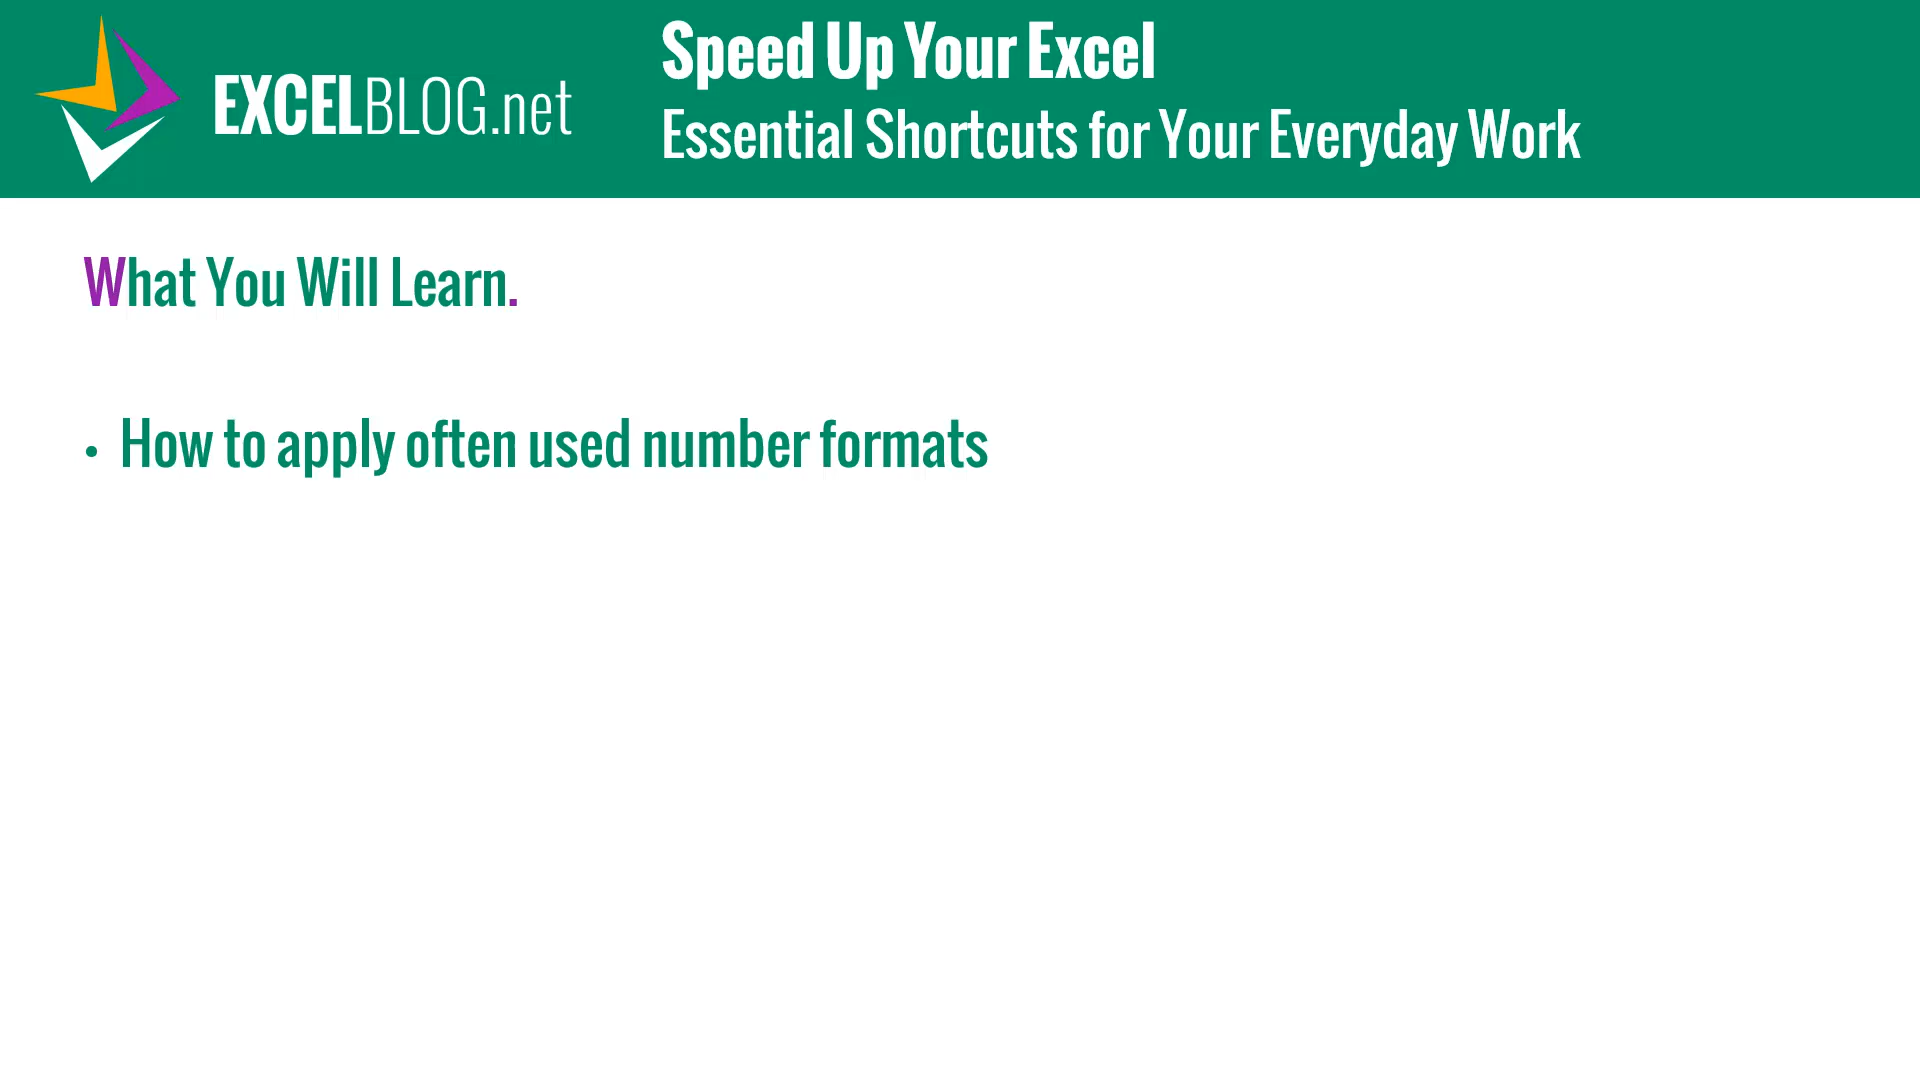 EXCELBLOG.net
Speed Up Your Excel
Essential Shortcuts for Your Everyday Work
What You Will Learn.
• How to apply often used number formats